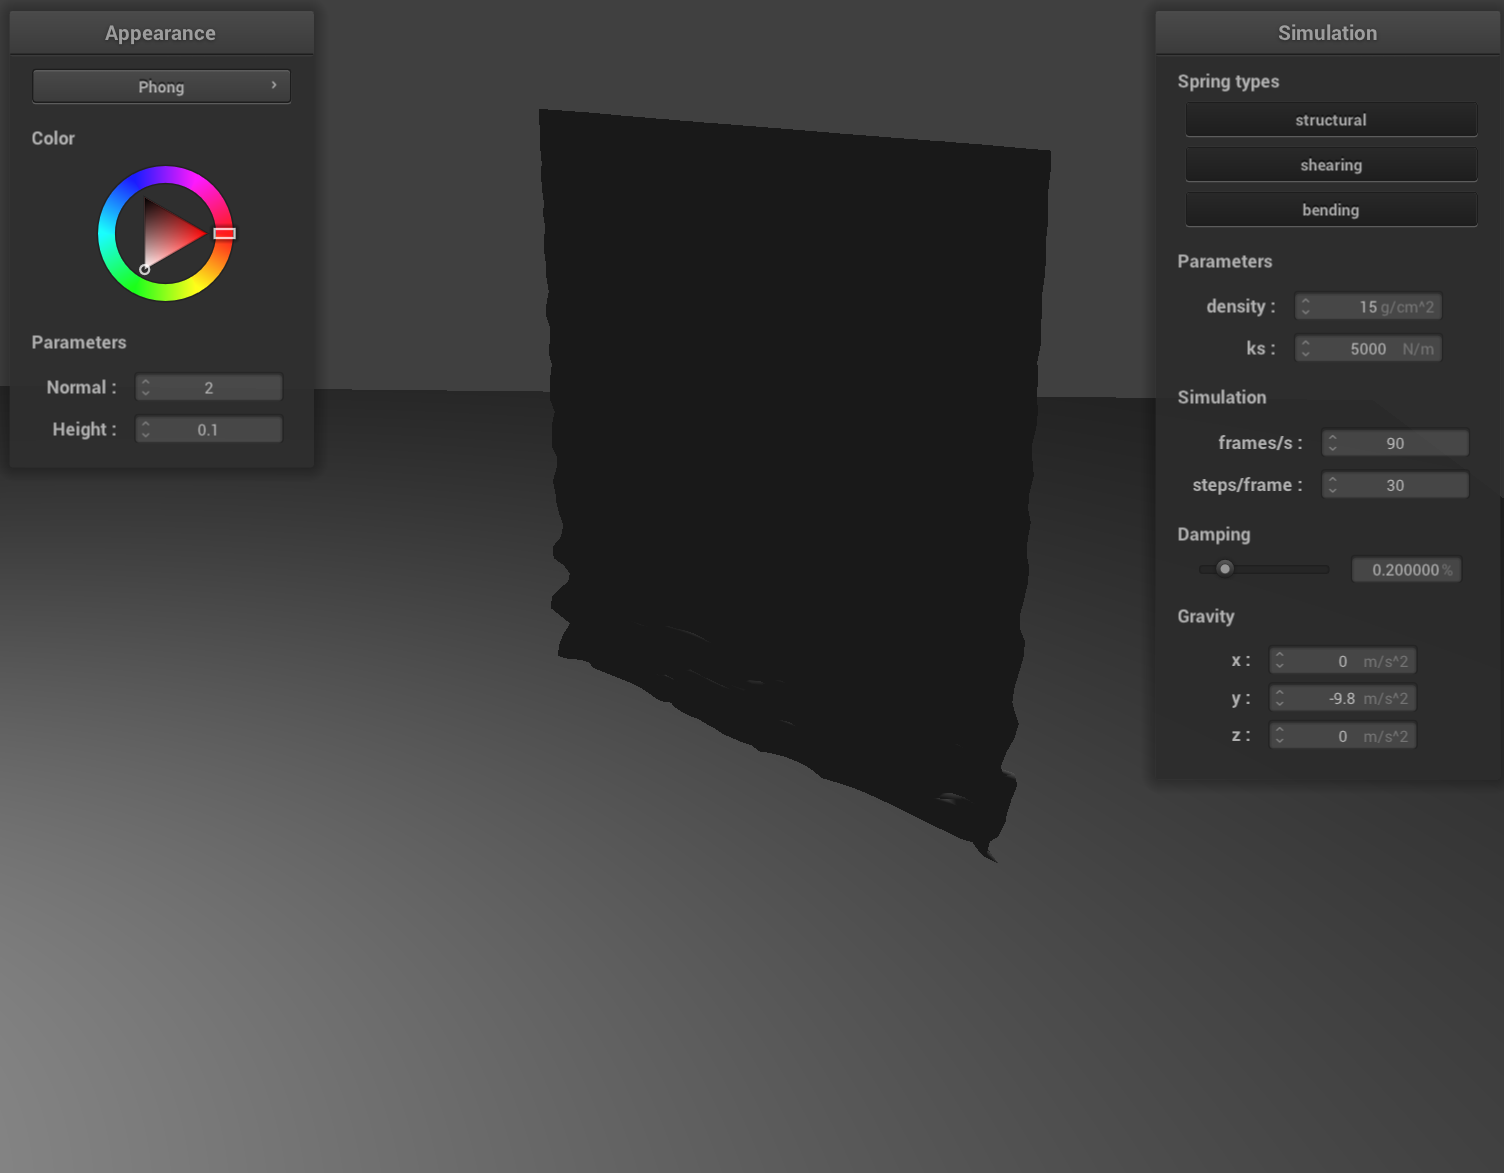 Appearance
Phong
Color
Parameters
Normal : 2
Height : 0.1
Simulation
Spring types
structural
shearing
bending
Parameters
density : 15 g/cm^2
ks : 5000 N/m
Simulation
frames/s : 90
steps/frame : 30
Damping
0.200000 %
Gravity
x : 0 m/s^2
y : -9.8 m/s^2
z : 0 m/s^2